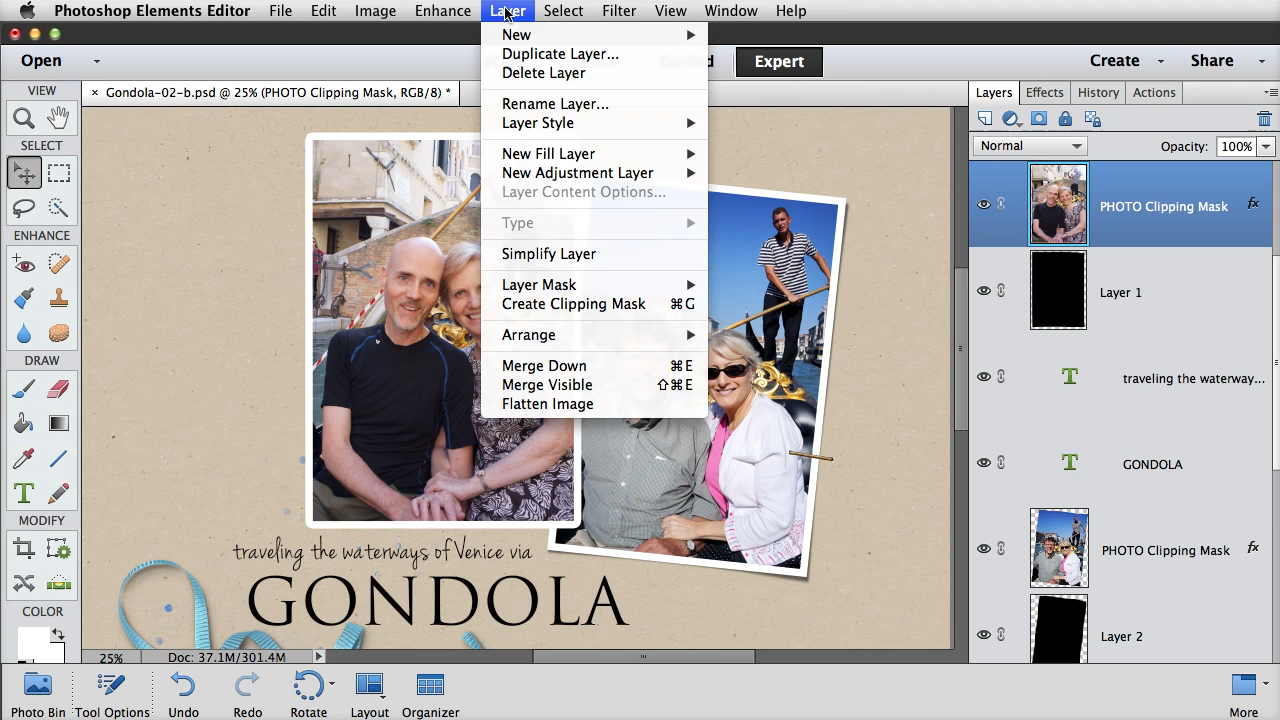 Photoshop Elements Editor File Edit Image Enhance Layer Select Filter View Window Help
Open Expert Create Share
× Gondola-02-b.psd @ 25% (PHOTO Clipping Mask, RGB/8) *
New
Duplicate Layer...
Delete Layer
Rename Layer...
Layer Style
New Fill Layer
New Adjustment Layer
Layer Content Options...
Type
Simplify Layer
Layer Mask
Create Clipping Mask ⌘G
Arrange
Merge Down ⌘E
Merge Visible ⇧⌘E
Flatten Image
VIEW
SELECT
ENHANCE
DRAW
MODIFY
COLOR
Layers Effects History Actions
Normal Opacity: 100%
PHOTO Clipping Mask fx
Layer 1
T traveling the waterway...
T GONDOLA
PHOTO Clipping Mask fx
Layer 2
traveling the waterways of Venice via
GONDOLA
25% Doc: 37.1M/301.4M
Photo Bin Tool Options Undo Redo Rotate Layout Organizer More